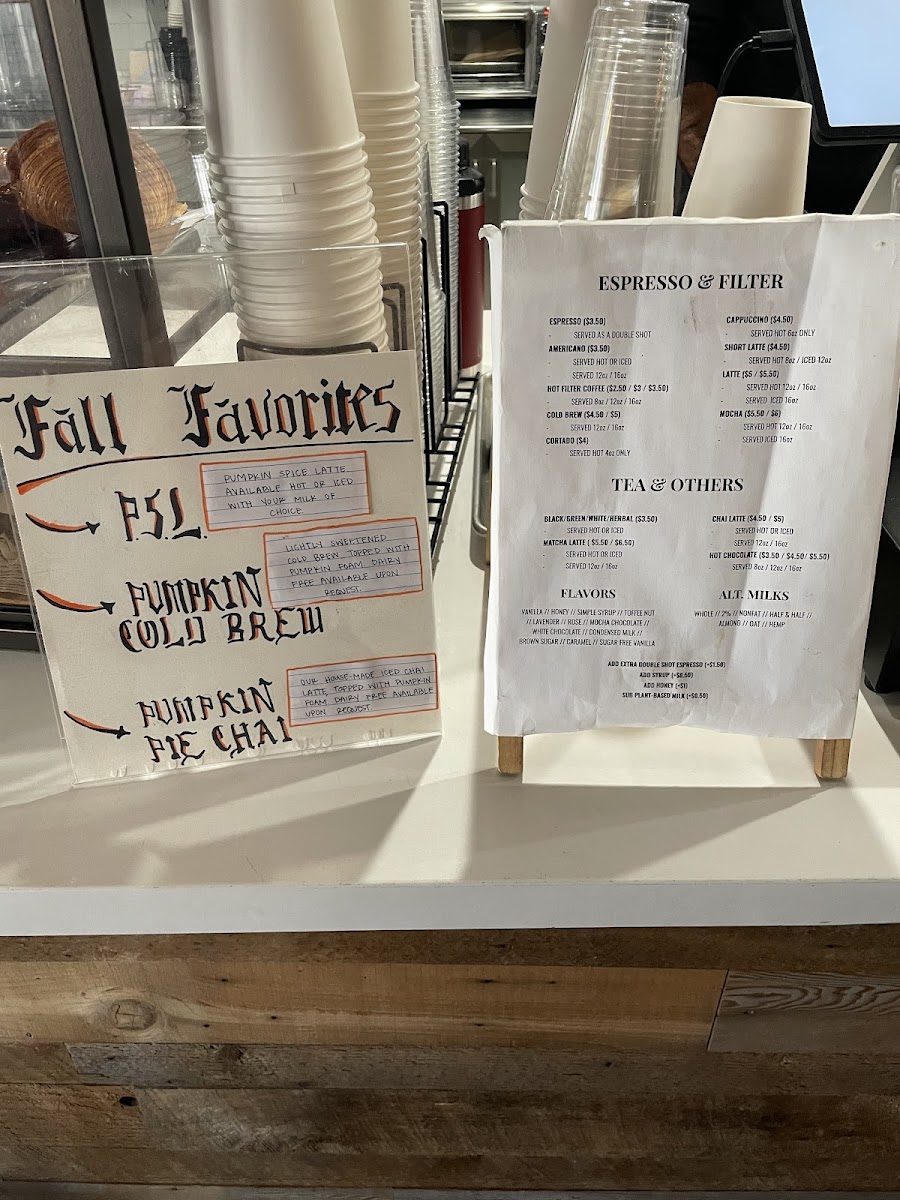 Fall Favorites
P.S.L.
PUMPKIN SPICE LATTE.
AVAILABLE HOT OR ICED
WITH YOUR MILK OF
CHOICE.
PUMPKIN
COLD BREW
LIGHTLY SWEETENED
COLD BREW TOPPED WITH
PUMPKIN FOAM. DAIRY
FREE AVAILABLE UPON
REQUEST.
PUMPKIN
PIE CHAI
OUR HOUSE-MADE ICED CHAI
LATTE, TOPPED WITH PUMPKIN
FOAM. DAIRY FREE AVAILABLE
UPON REQUEST.
ESPRESSO & FILTER
ESPRESSO ($3.50)
- SERVED AS A DOUBLE SHOT
AMERICANO ($3.50)
- SERVED HOT OR ICED
- SERVED 12oz / 16oz
HOT FILTER COFFEE ($2.50 / $3 / $3.50)
- SERVED 8oz / 12oz / 16oz
COLD BREW ($4.50 / $5)
- SERVED 12oz / 16oz
CORTADO ($4)
- SERVED HOT 4oz ONLY
CAPPUCCINO ($4.50)
- SERVED HOT 6oz ONLY
SHORT LATTE ($4.50)
- SERVED HOT 8oz / ICED 12oz
LATTE ($5 / $5.50)
- SERVED HOT 12oz / 16oz
- SERVED ICED 16oz
MOCHA ($5.50 / $6)
- SERVED HOT 12oz / 16oz
- SERVED ICED 16oz
TEA & OTHERS
BLACK/GREEN/WHITE/HERBAL ($3.50)
- SERVED HOT OR ICED
MATCHA LATTE ( $5.50 / $6.50)
- SERVED HOT OR ICED
- SERVED 12oz / 16oz
CHAI LATTE ($4.50 / $5)
- SERVED HOT OR ICED
- SERVED 12oz / 16oz
HOT CHOCOLATE ($3.50 / $4.50/ $5.50)
- SERVED 8oz / 12oz / 16oz
FLAVORS
VANILLA // HONEY // SIMPLE SYRUP // TOFFEE NUT
// LAVENDER // ROSE // MOCHA CHOCOLATE //
WHITE CHOCOLATE // CONDENSED MILK //
BROWN SUGAR // CARAMEL // SUGAR FREE VANILLA
ALT. MILKS
WHOLE // 2% // NONFAT // HALF & HALF //
ALMOND // OAT // HEMP
ADD EXTRA DOUBLE SHOT ESPRESSO (+$1.50)
ADD SYRUP (+$0.50)
ADD HONEY (+$1)
SUB PLANT-BASED MILK (+$0.50)